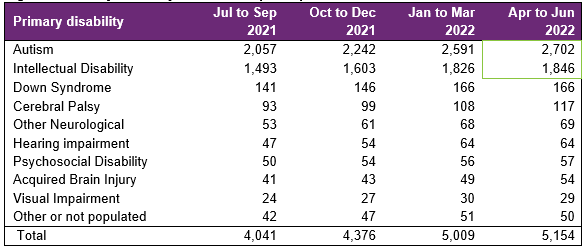 Primary disability Jul to Sep 2021 Oct to Dec 2021 Jan to Mar 2022 Apr to Jun 2022
Autism 2,057 2,242 2,591 2,702
Intellectual Disability 1,493 1,603 1,826 1,846
Down Syndrome 141 146 166 166
Cerebral Palsy 93 99 108 117
Other Neurological 53 61 68 69
Hearing impairment 47 54 64 64
Psychosocial Disability 50 54 56 57
Acquired Brain Injury 41 43 49 54
Visual Impairment 24 27 30 29
Other or not populated 42 47 51 50
Total 4,041 4,376 5,009 5,154